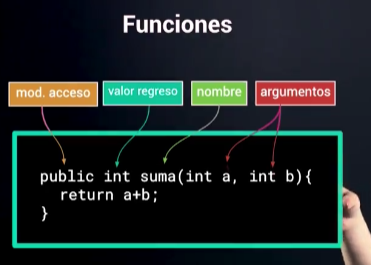 Funciones
mod. acceso valor regreso nombre argumentos
public int suma(int a, int b){
return a+b;
}